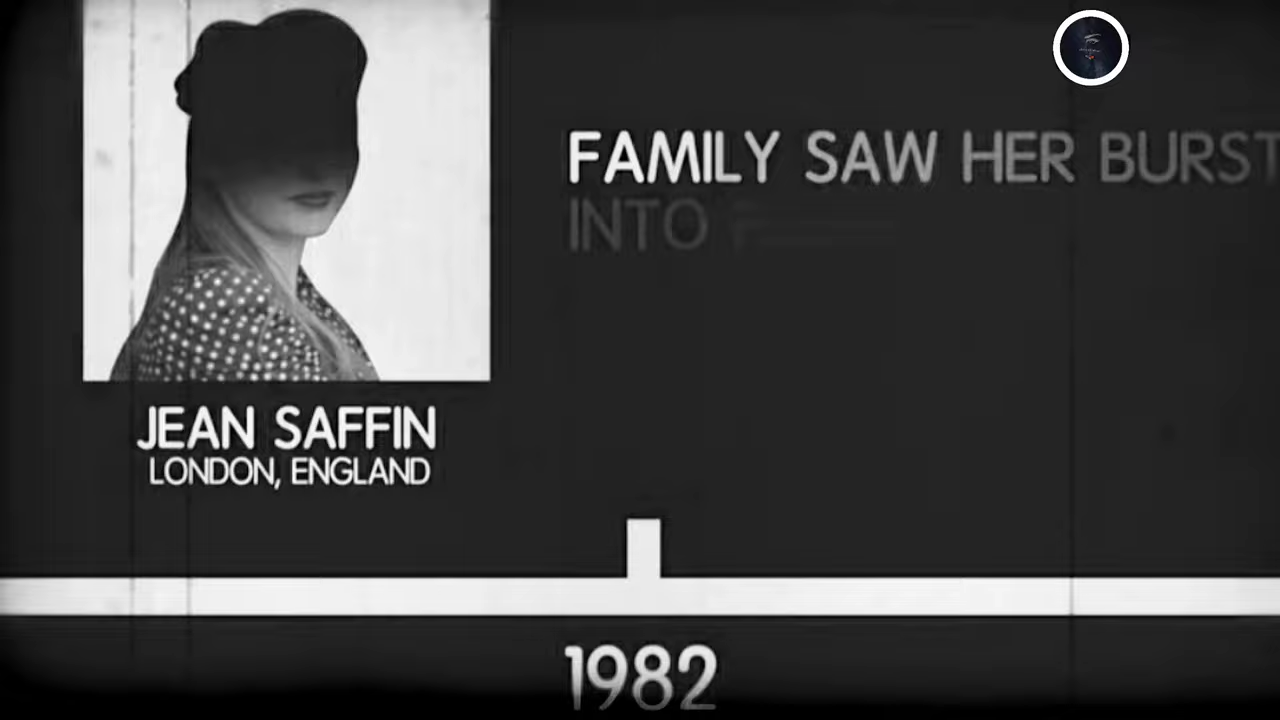 FAMILY SAW HER BURST
INTO
JEAN SAFFIN
LONDON, ENGLAND
1982